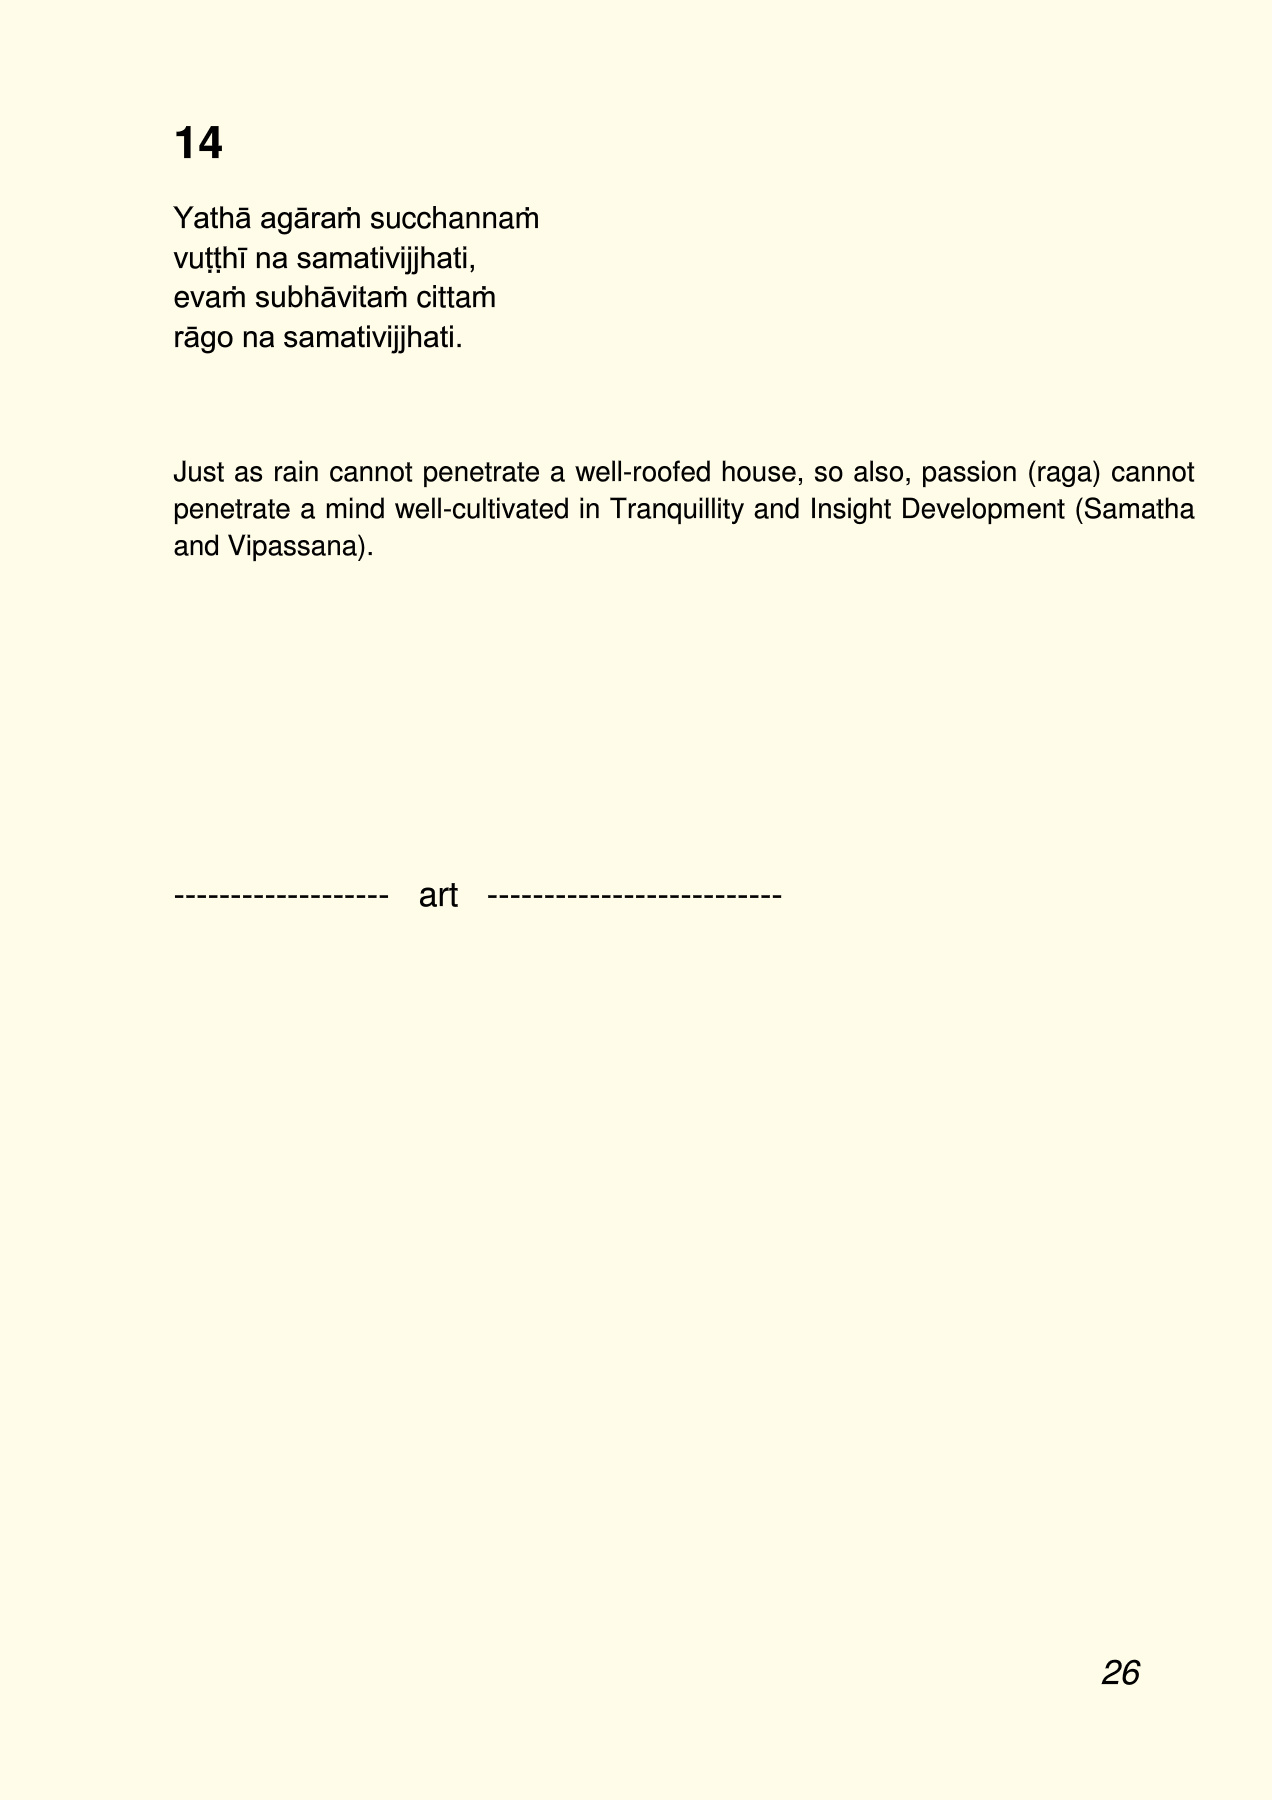 14
Yathā agāraṁ succhannaṁ
vuṭṭhī na samativijjhati,
evaṁ subhāvitaṁ cittaṁ
rāgo na samativijjhati.
Just as rain cannot penetrate a well-roofed house, so also, passion (raga) cannot
penetrate a mind well-cultivated in Tranquillity and Insight Development (Samatha
and Vipassana).
------------------- art --------------------------
26